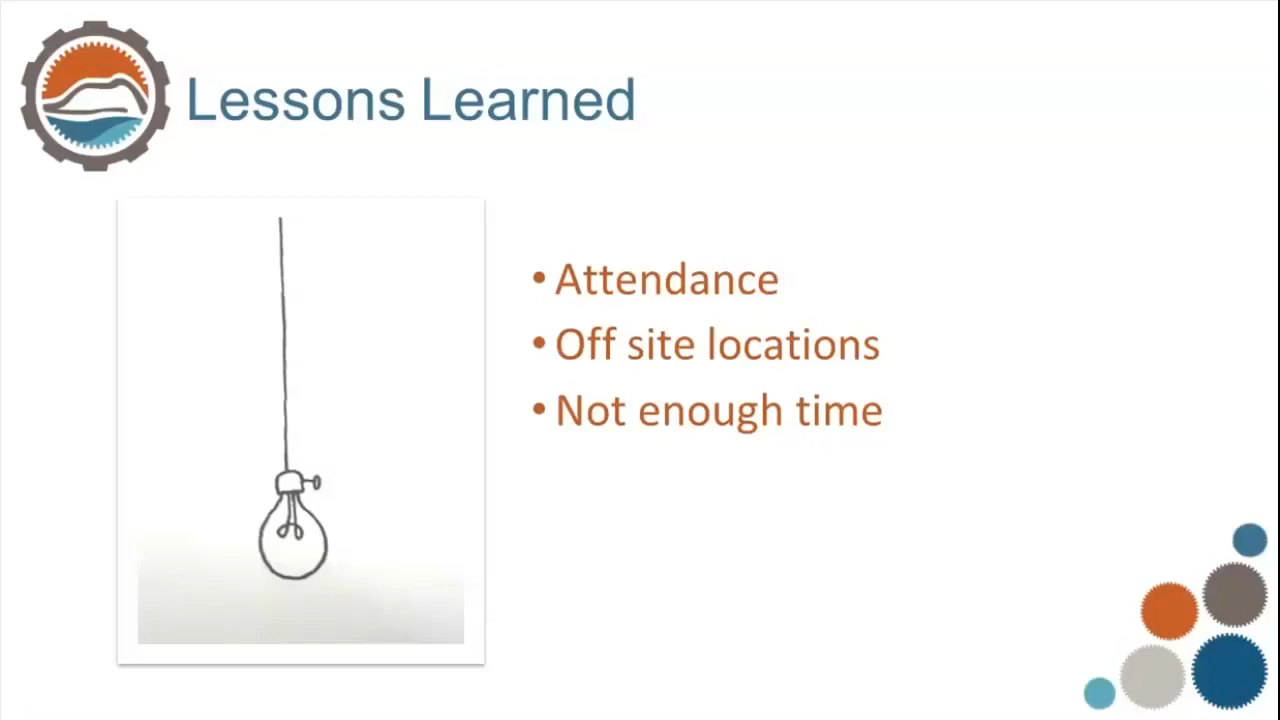 Lessons Learned
• Attendance
• Off site locations
• Not enough time